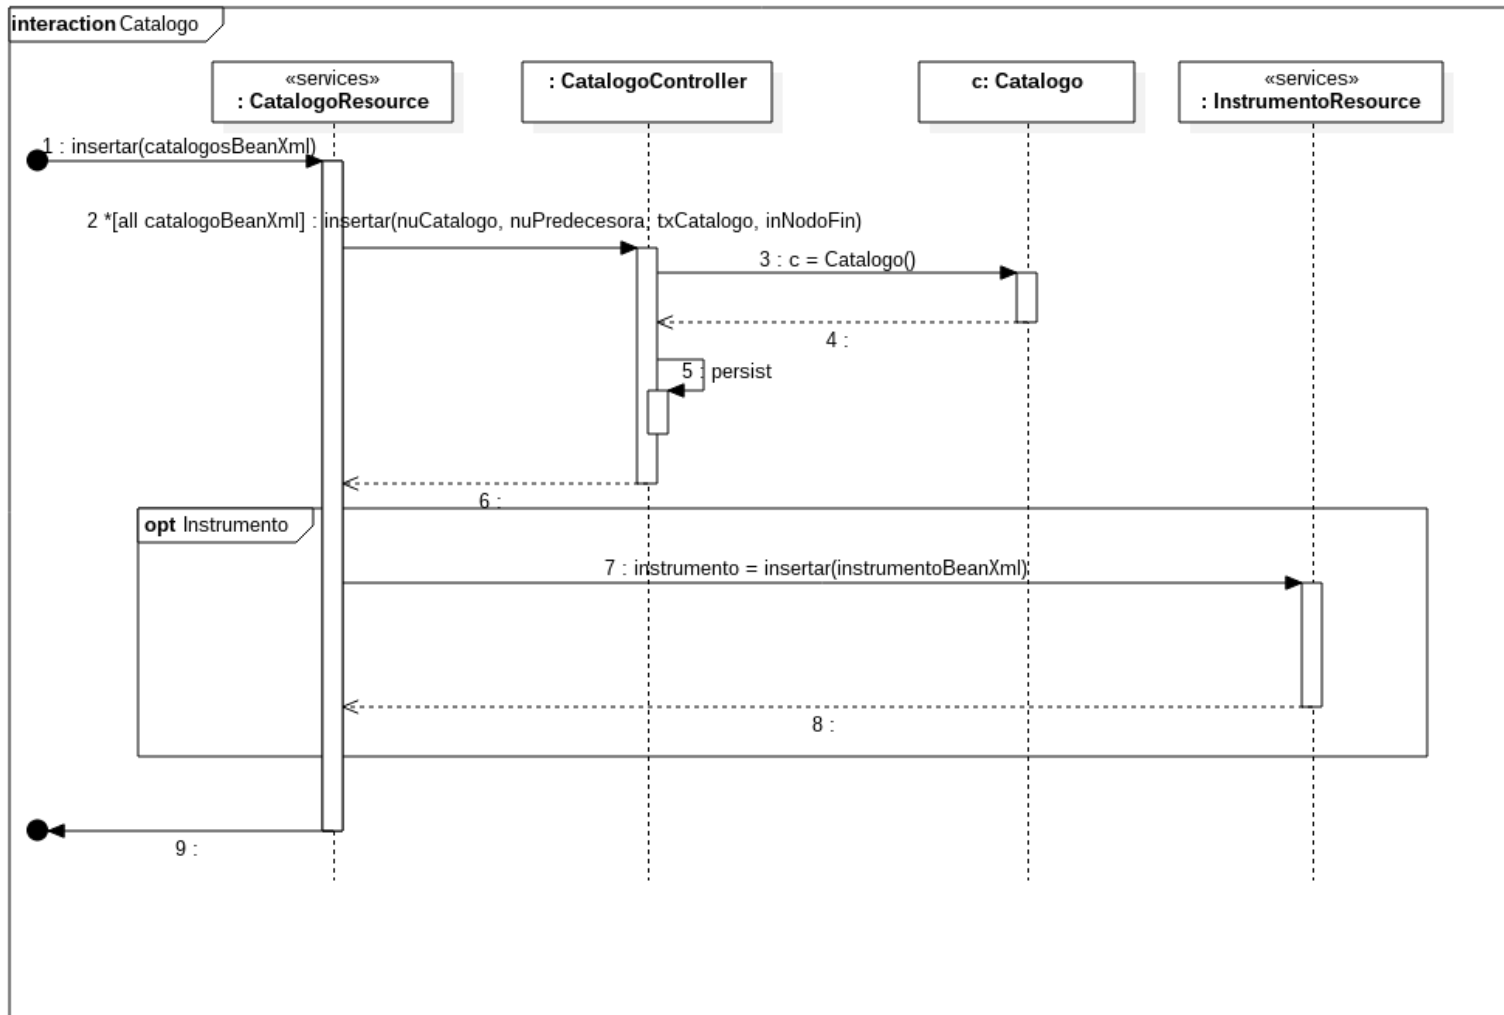 interaction Catalogo
«services»
: CatalogoResource
: CatalogoController
c: Catalogo
«services»
: InstrumentoResource
1 : insertar(catalogosBeanXml)
2 *[all catalogoBeanXml] : insertar(nuCatalogo, nuPredecesora, txCatalogo, inNodoFin)
3 : c = Catalogo()
4 :
5 : persist
6 :
opt Instrumento
7 : instrumento = insertar(instrumentoBeanXml)
8 :
9 :